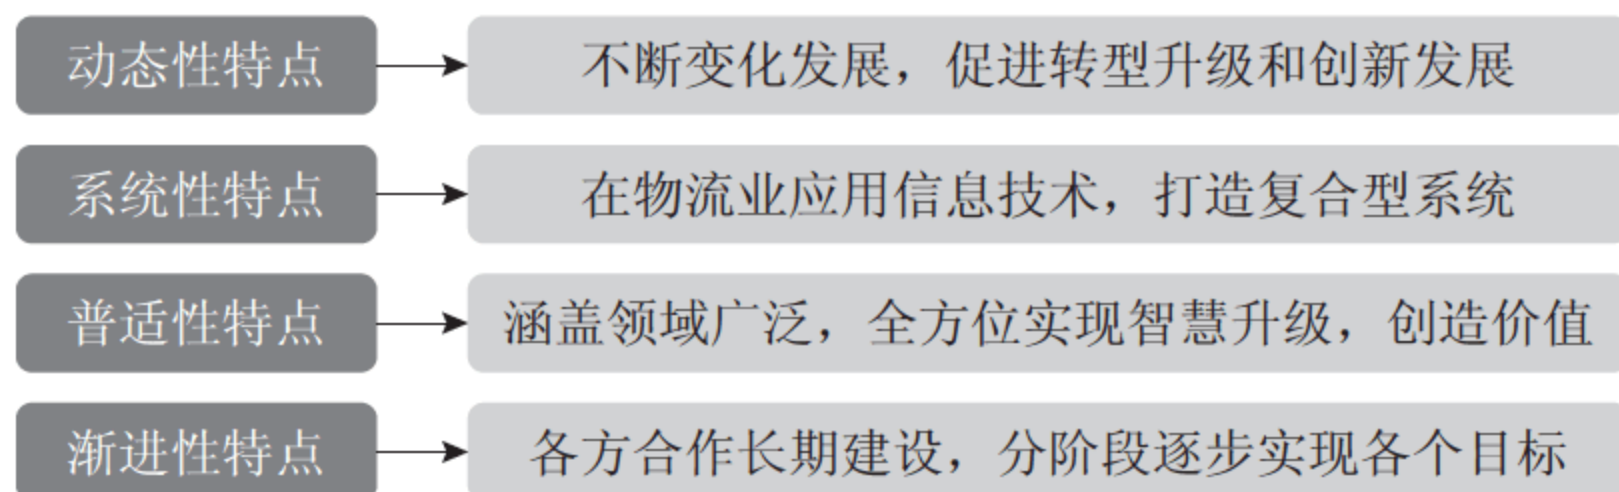 动态性特点
不断变化发展，促进转型升级和创新发展
系统性特点
在物流业应用信息技术，打造复合型系统
普适性特点
涵盖领域广泛，全方位实现智慧升级，创造价值
渐进性特点
各方合作长期建设，分阶段逐步实现各个目标